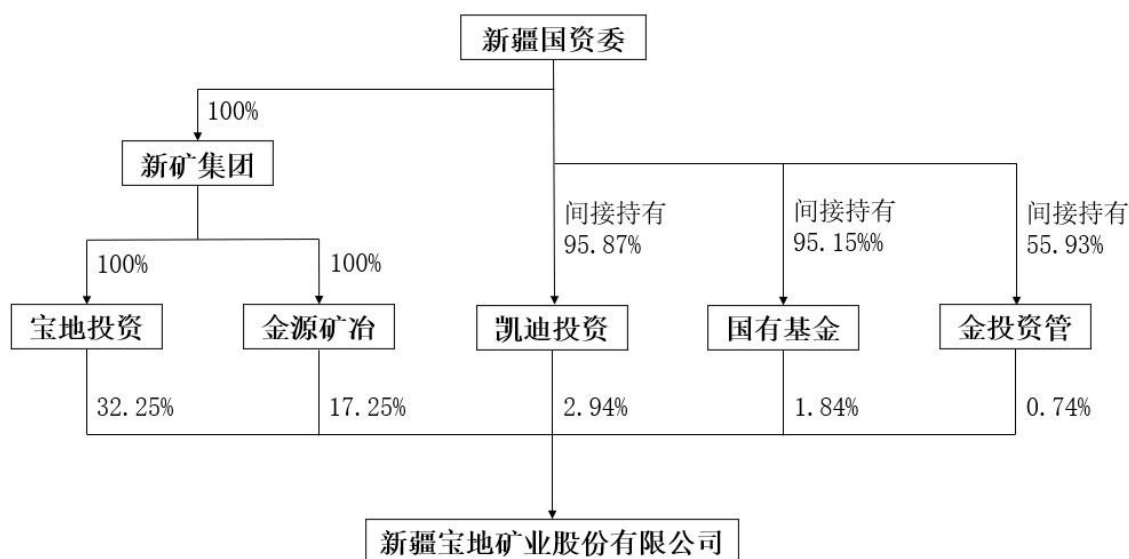 新疆国资委
100%
新矿集团
间接持有
95.87%
间接持有
95.15%%
间接持有
55.93%
100%
100%
宝地投资
金源矿冶
凯迪投资
国有基金
金投资管
32.25%
17.25%
2.94%
1.84%
0.74%
新疆宝地矿业股份有限公司